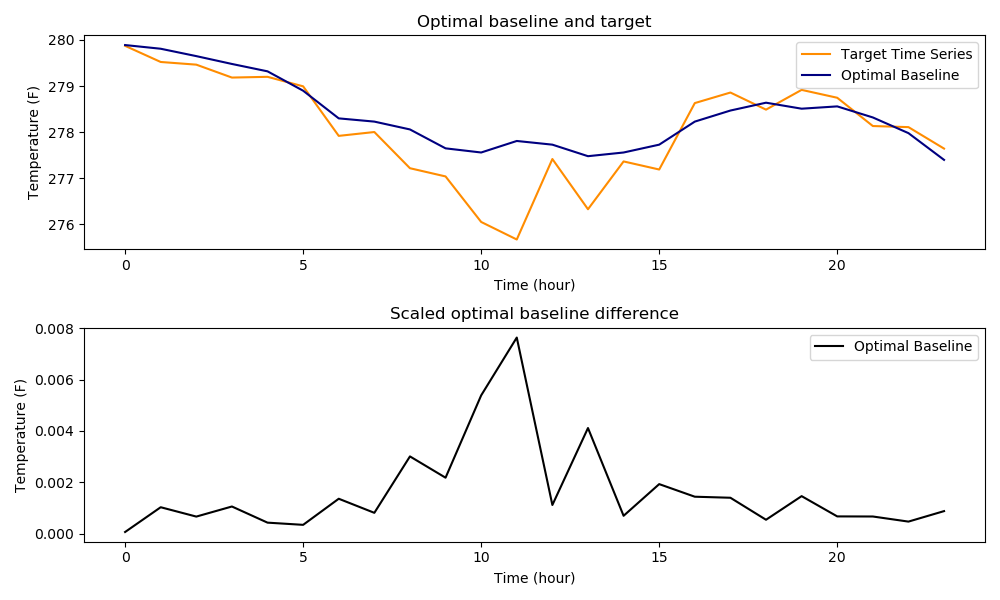 Optimal baseline and target
Temperature (F)
280
279
278
277
276
Target Time Series
Optimal Baseline
0 5 10 15 20
Time (hour)
Scaled optimal baseline difference
Temperature (F)
0.008
0.006
0.004
0.002
0.000
Optimal Baseline
0 5 10 15 20
Time (hour)